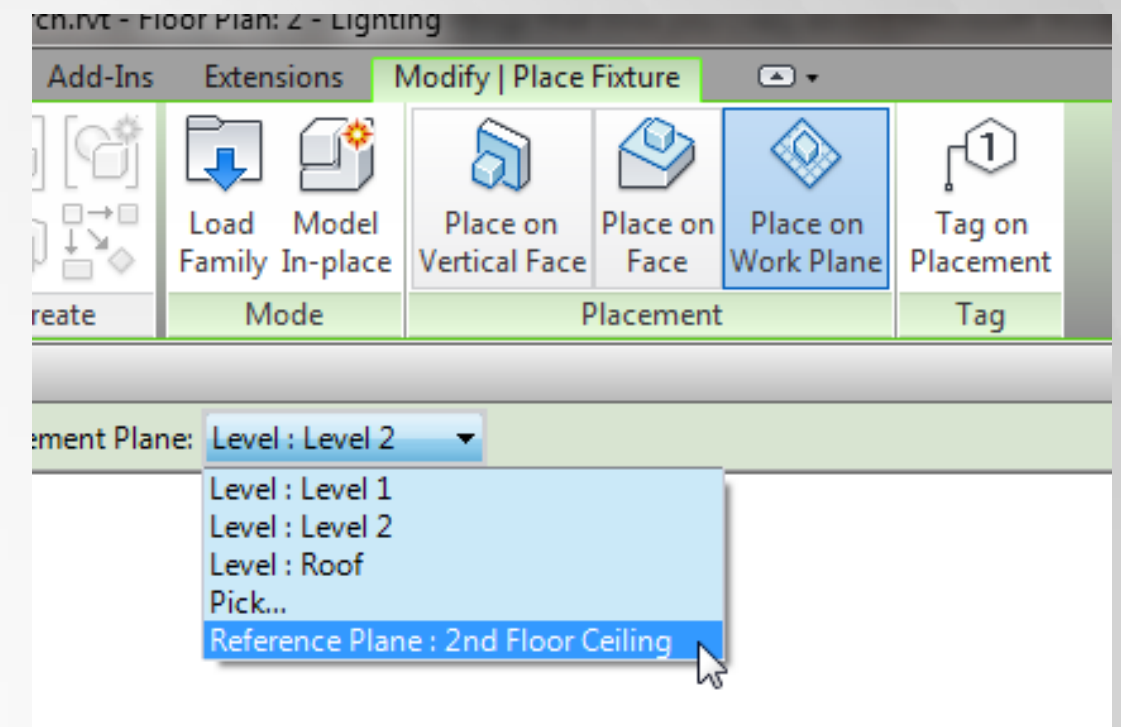 rch.rvt - Floor Plan: 2 - Lighting
Add-Ins Extensions Modify | Place Fixture
Load Family
Model In-place
Place on Vertical Face
Place on Face
Place on Work Plane
Tag on Placement
reate Mode Placement Tag
ement Plane: Level : Level 2
Level : Level 1
Level : Level 2
Level : Roof
Pick...
Reference Plane : 2nd Floor Ceiling